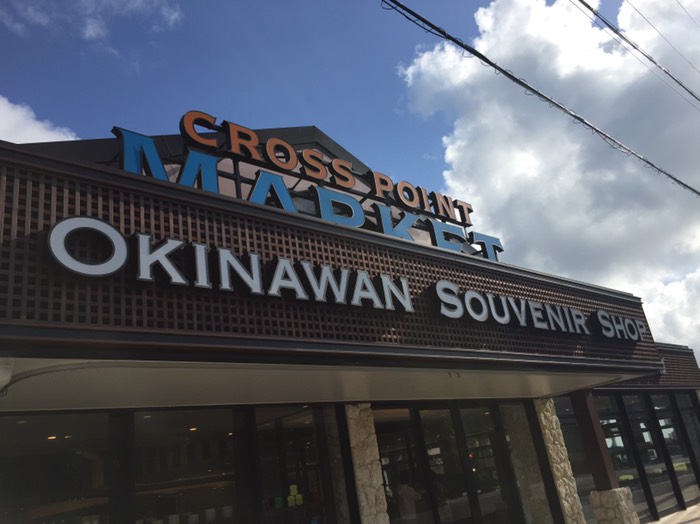 CROSS POINT
MARKET
OKINAWAN SOUVENIR SHOP